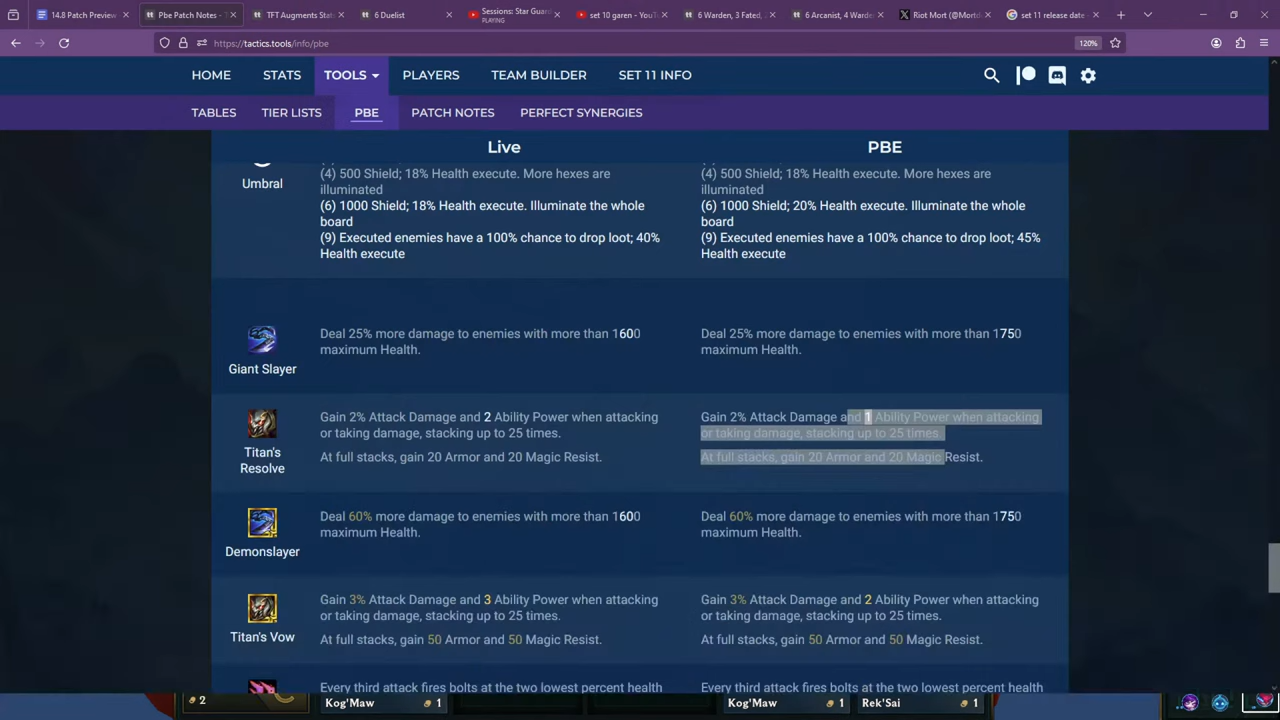 14.8 Patch Preview
Pbe Patch Notes -
TFT Augments Stats
6 Duelist
Sessions: Star Guard
PLAYING
set 10 garen - YouT
6 Warden, 3 Fated,
6 Arcanist, 4 Warde
Riot Mort (@Mortd
set 11 release date
https://tactics.tools/info/pbe
120%
HOME
STATS
TOOLS
PLAYERS
TEAM BUILDER
SET 11 INFO
TABLES
TIER LISTS
PBE
PATCH NOTES
PERFECT SYNERGIES
Live
PBE
Umbral
(4) 500 Shield; 18% Health execute. More hexes are
illuminated
(6) 1000 Shield; 18% Health execute. Illuminate the whole
board
(9) Executed enemies have a 100% chance to drop loot; 40%
Health execute
(4) 500 Shield; 18% Health execute. More hexes are
illuminated
(6) 1000 Shield; 20% Health execute. Illuminate the whole
board
(9) Executed enemies have a 100% chance to drop loot; 45%
Health execute
Giant Slayer
Deal 25% more damage to enemies with more than 1600
maximum Health.
Deal 25% more damage to enemies with more than 1750
maximum Health.
Titan's
Resolve
Gain 2% Attack Damage and 2 Ability Power when attacking
or taking damage, stacking up to 25 times.
At full stacks, gain 20 Armor and 20 Magic Resist.
Gain 2% Attack Damage and 1 Ability Power when attacking
or taking damage, stacking up to 25 times.
At full stacks, gain 20 Armor and 20 Magic Resist.
Demonslayer
Deal 60% more damage to enemies with more than 1600
maximum Health.
Deal 60% more damage to enemies with more than 1750
maximum Health.
Titan's Vow
Gain 3% Attack Damage and 3 Ability Power when attacking
or taking damage, stacking up to 25 times.
At full stacks, gain 50 Armor and 50 Magic Resist.
Gain 3% Attack Damage and 2 Ability Power when attacking
or taking damage, stacking up to 25 times.
At full stacks, gain 50 Armor and 50 Magic Resist.
Every third attack fires bolts at the two lowest percent health
Every third attack fires bolts at the two lowest percent health
2
Kog'Maw
1
Kog'Maw
1
Rek'Sai
1